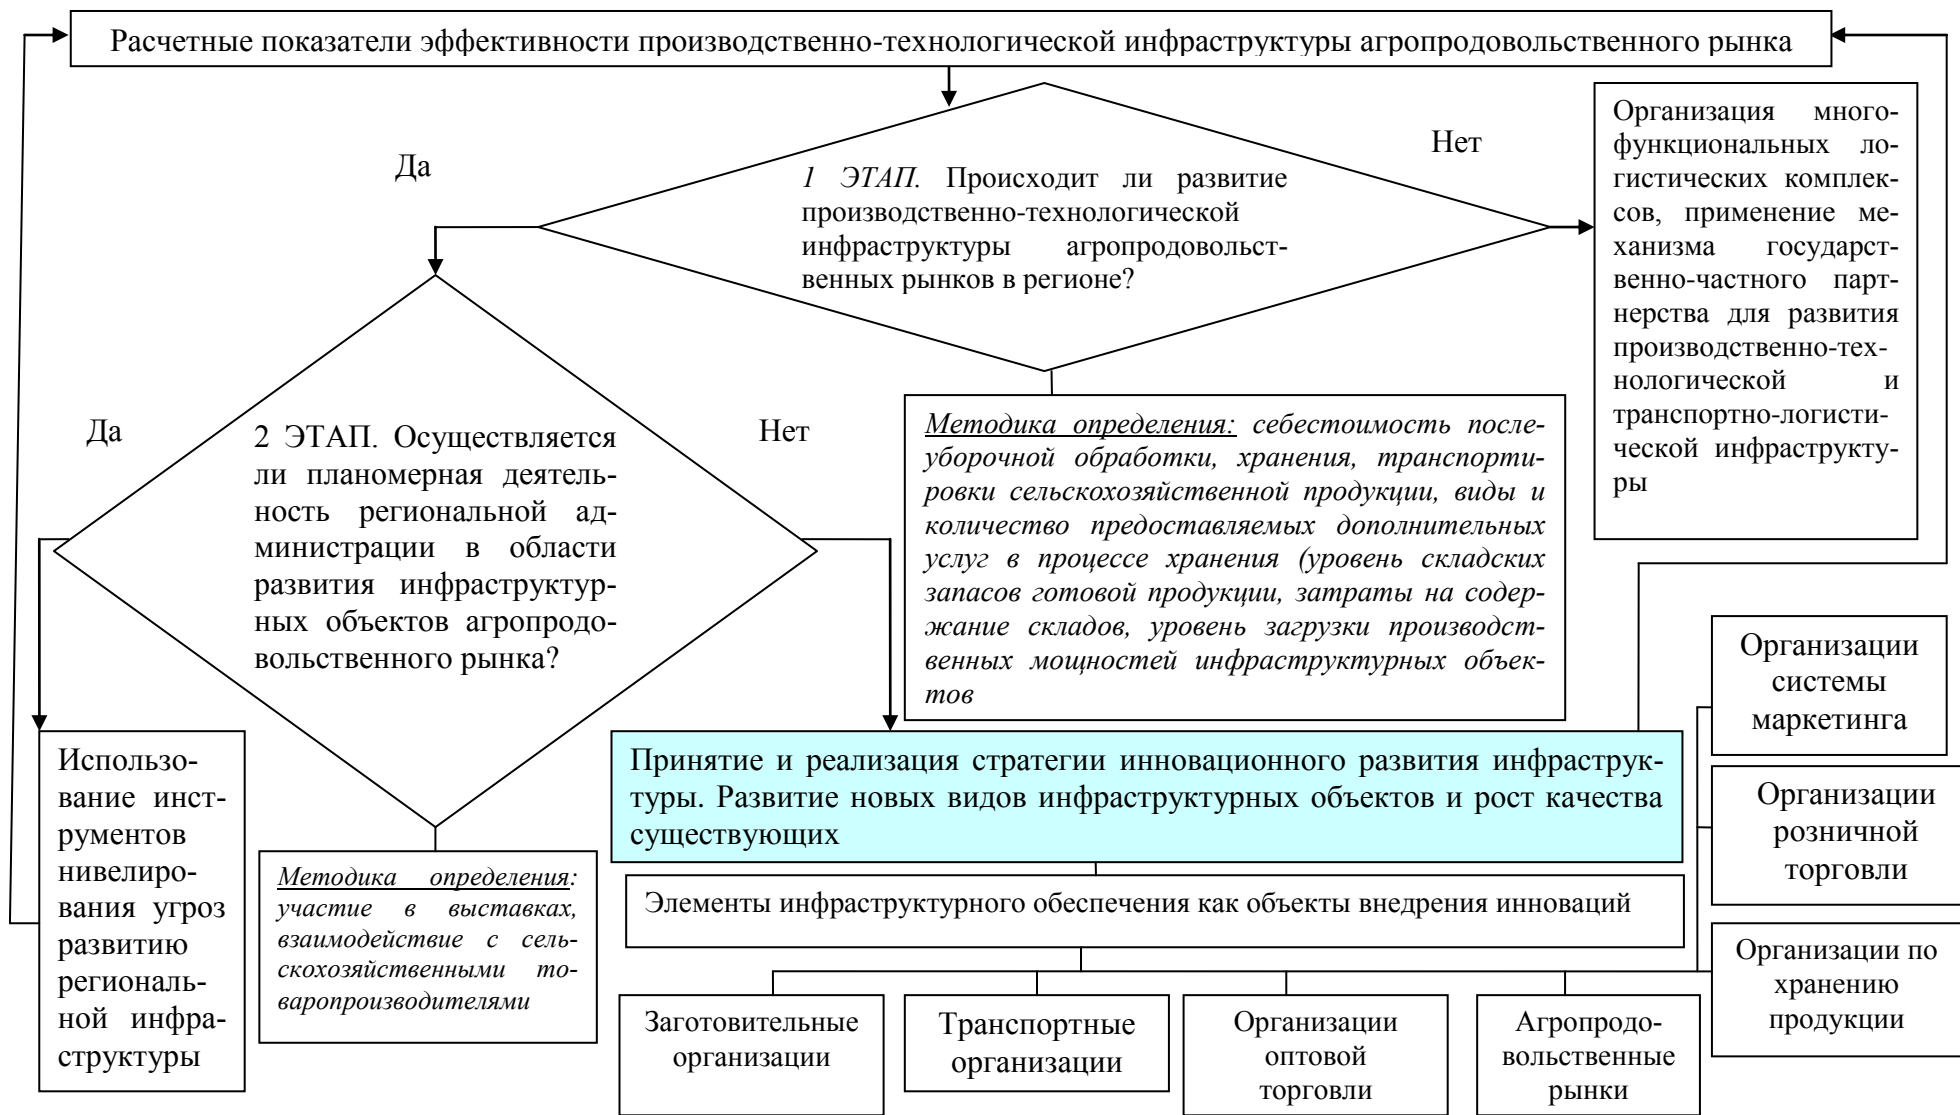 Расчетные показатели эффективности производственно-технологической инфраструктуры агропродовольственного рынка
Да
Нет
1 ЭТАП. Происходит ли развитие
производственно-технологической
инфраструктуры агропродовольст-
венных рынков в регионе?
Организация много-
функциональных ло-
гистических комплек-
сов, применение ме-
ханизма государст-
венно-частного парт-
нерства для развития
производственно-тех-
нологической и
транспортно-логисти-
ческой инфраструкту-
ры
Да
Нет
2 ЭТАП. Осуществляется
ли планомерная деятель-
ность региональной ад-
министрации в области
развития инфраструктур-
ных объектов агропродо-
вольственного рынка?
Методика определения: себестоимость после-
уборочной обработки, хранения, транспорти-
ровки сельскохозяйственной продукции, виды и
количество предоставляемых дополнительных
услуг в процессе хранения (уровень складских
запасов готовой продукции, затраты на содер-
жание складов, уровень загрузки производст-
венных мощностей инфраструктурных объек-
тов
Использо-
вание инст-
рументов
нивелиро-
вания угроз
развитию
региональ-
ной инфра-
структуры
Методика определения:
участие в выставках,
взаимодействие с сель-
скохозяйственными то-
варопроизводителями
Принятие и реализация стратегии инновационного развития инфраструк-
туры. Развитие новых видов инфраструктурных объектов и рост качества
существующих
Элементы инфраструктурного обеспечения как объекты внедрения инноваций
Организации
системы
маркетинга
Организации
розничной
торговли
Организации по
хранению
продукции
Заготовительные
организации
Транспортные
организации
Организации
оптовой
торговли
Агропродо-
вольственные
рынки